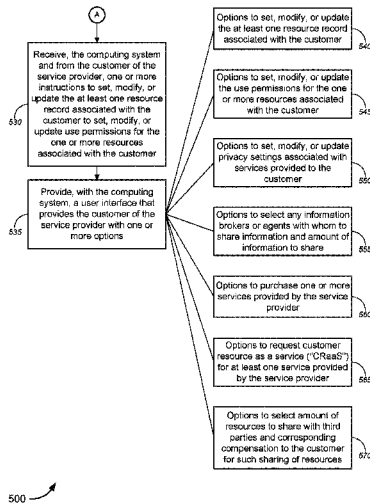 A
Receive, the computing system
and from the customer of the
service provider, one or more
instructions to set, modify, or
update the at least one resource
record associated with the
customer to set, modify, or
update use permissions for the
one or more resources
associated with the customer
530
Provide, with the computing
system, a user interface that
provides the customer of the
service provider with one or
more options
535
Options to set, modify, or update
the at least one resource record
associated with the customer
540
Options to set, modify, or update
the use permissions for the one
or more resources associated
with the customer
545
Options to set, modify, or update
privacy settings associated with
services provided to the
customer
550
Options to select any information
brokers or agents with whom to
share information and amount of
information to share
555
Options to purchase one or more
services provided by the service
provider
560
Options to request customer
resource as a service ("CRaaS")
for at least one service provided
by the service provider
565
Options to select amount of
resources to share with third
parties and corresponding
compensation to the customer
for such sharing of resources
570
500